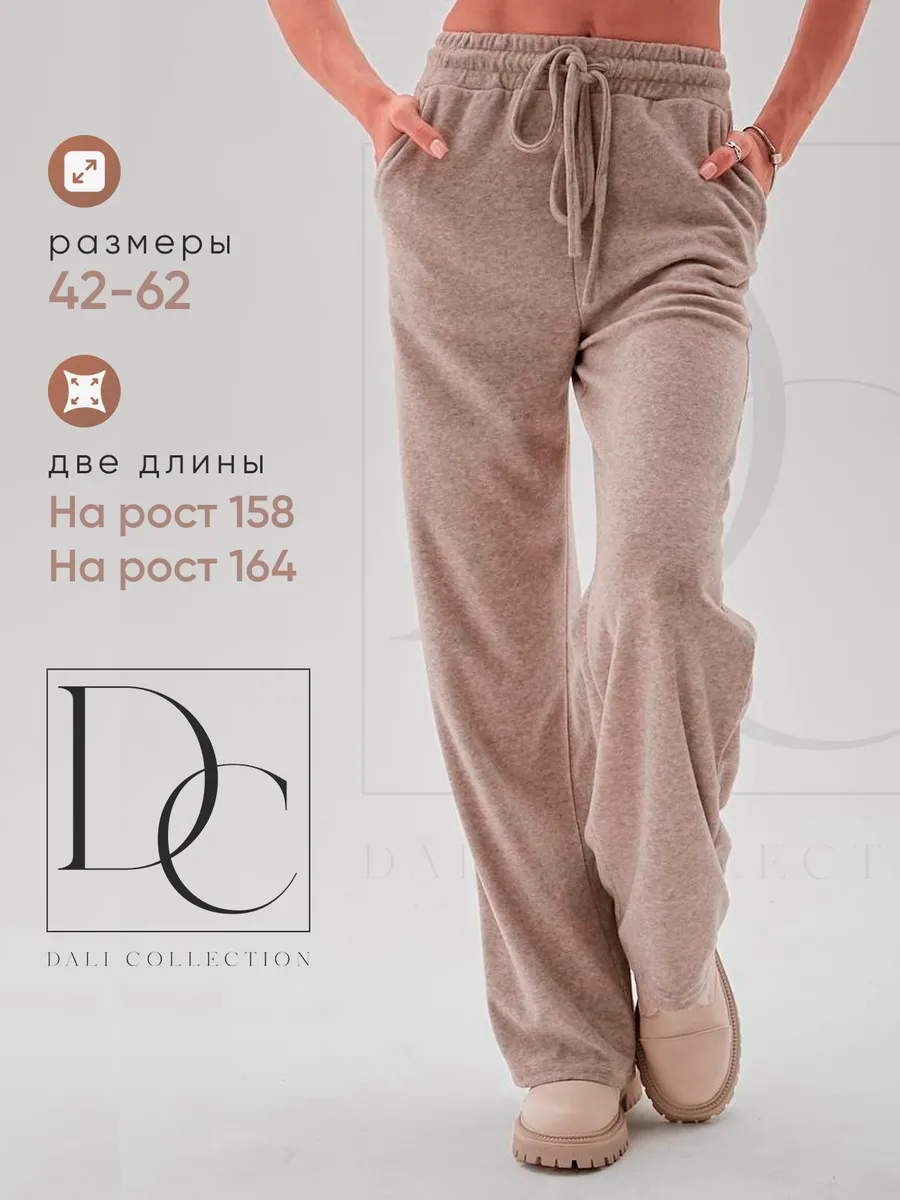 размеры
42-62
две длины
На рост 158
На рост 164
DC
DALI COLLECTION